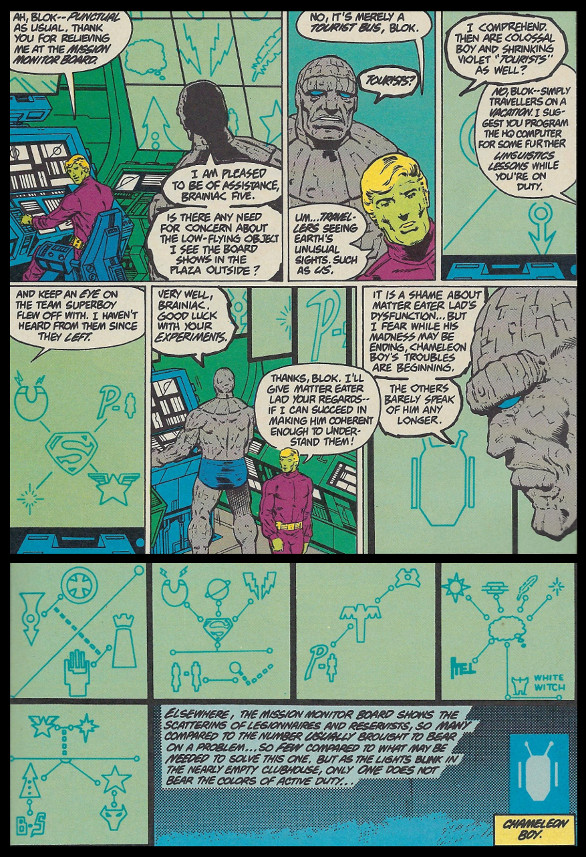 AH, BLOK--PUNCTUAL
AS USUAL. THANK
YOU FOR RELIEVING
ME AT THE MISSION
MONITOR BOARD.
I AM PLEASED
TO BE OF ASSISTANCE,
BRAINIAC FIVE.
IS THERE ANY NEED
FOR CONCERN ABOUT
THE LOW-FLYING OBJECT
I SEE THE BOARD
SHOWS IN THE
PLAZA OUTSIDE?
NO, IT'S MERELY A
TOURIST BUS, BLOK.
TOURISTS?
UM...TRAVEL-
LERS SEEING
EARTH'S
UNUSUAL
SIGHTS. SUCH
AS US.
I COMPREHEND.
THEN ARE COLOSSAL
BOY AND SHRINKING
VIOLET "TOURISTS"
AS WELL?
NO, BLOK--SIMPLY
TRAVELLERS ON A
VACATION. I SUG-
GEST YOU PROGRAM
THE HQ COMPUTER
FOR SOME FURTHER
LINGUISTICS
LESSONS WHILE
YOU'RE ON
DUTY.
AND KEEP AN EYE ON
THE TEAM SUPERBOY
FLEW OFF WITH. I HAVEN'T
HEARD FROM THEM SINCE
THEY LEFT.
P-1
S
VERY WELL,
BRAINIAC.
GOOD LUCK
WITH YOUR
EXPERIMENTS.
THANKS, BLOK. I'LL
GIVE MATTER EATER
LAD YOUR REGARDS--
IF I CAN SUCCEED IN
MAKING HIM COHERENT
ENOUGH TO UNDER-
STAND THEM!
IT IS A SHAME ABOUT
MATTER EATER LAD'S
DYSFUNCTION...BUT
I FEAR WHILE HIS
MADNESS MAY BE
ENDING, CHAMELEON
BOY'S TROUBLES
ARE BEGINNING.
THE OTHERS
BARELY SPEAK
OF HIM ANY
LONGER.
S
WHITE
WITCH
B-S
ELSEWHERE, THE MISSION MONITOR BOARD SHOWS THE
SCATTERING OF LEGIONNAIRES AND RESERVISTS, SO MANY
COMPARED TO THE NUMBER USUALLY BROUGHT TO BEAR
ON A PROBLEM...SO FEW COMPARED TO WHAT MAY BE
NEEDED TO SOLVE THIS ONE. BUT AS THE LIGHTS BLINK IN
THE NEARLY EMPTY CLUBHOUSE, ONLY ONE DOES NOT
BEAR THE COLORS OF ACTIVE DUTY...
CHAMELEON
BOY.